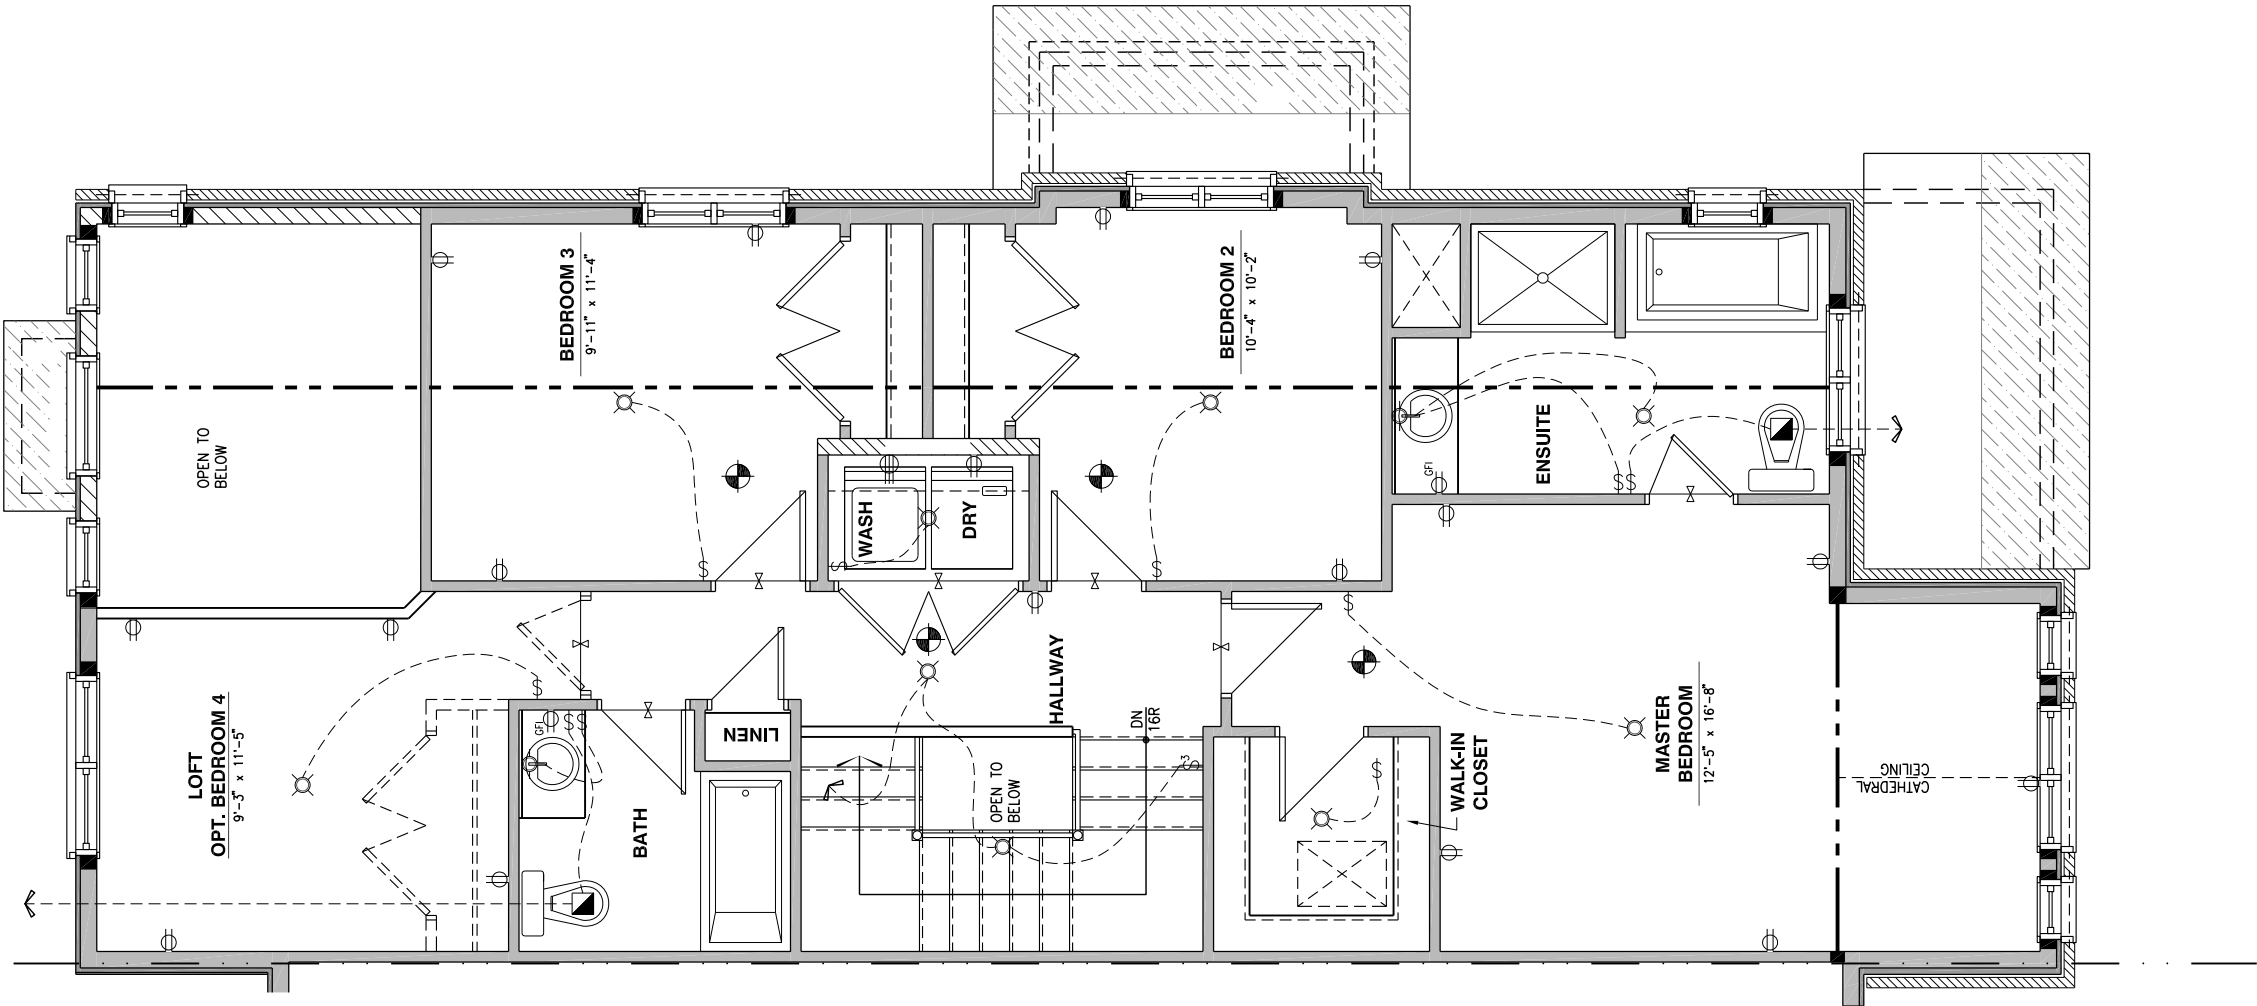 BEDROOM 3
9'-11" x 11'-4"
BEDROOM 2
10'-4" x 10'-2"
OPEN TO
BELOW
WASH
DRY
GFI
ENSUITE
$$
$
$
$
LOFT
OPT. BEDROOM 4
9'-3" x 11'-5"
$
GFI
$$
BATH
LINEN
HALLWAY
DN
16R
OPEN TO
BELOW
$3
$
$
WALK-IN
CLOSET
MASTER
BEDROOM
12'-5" x 16'-8"
CATHEDRAL
CEILING